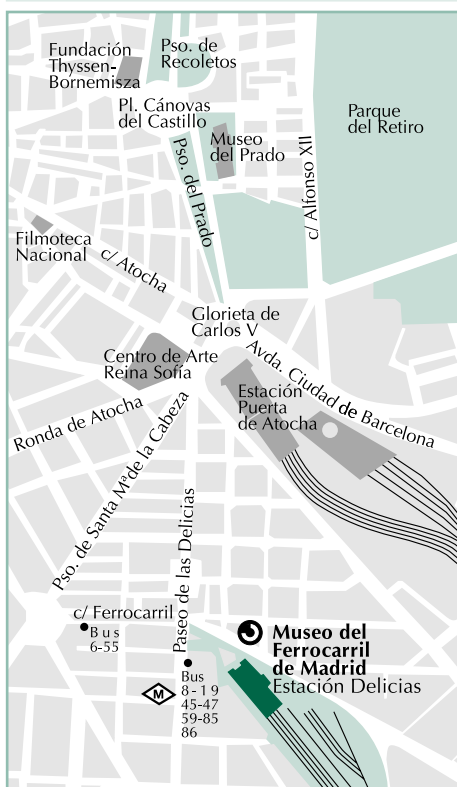 Fundación
Thyssen-
Bornemisza
Pso. de
Recoletos
Pl. Cánovas
del Castillo
Parque
del Retiro
Museo
del Prado
Pso. del Prado
c/ Alfonso XII
Filmoteca
Nacional
c/ Atocha
Glorieta de
Carlos V
Centro de Arte
Reina Sofía
Avda. Ciudad de Barcelona
Estación
Puerta
de Atocha
Ronda de Atocha
Pso. de Santa Mª de la Cabeza
Paseo de las Delicias
c/ Ferrocarril
Bus
6-55
Museo del
Ferrocarril
de Madrid
Estación Delicias
M
Bus
8-19
45-47
59-85
86